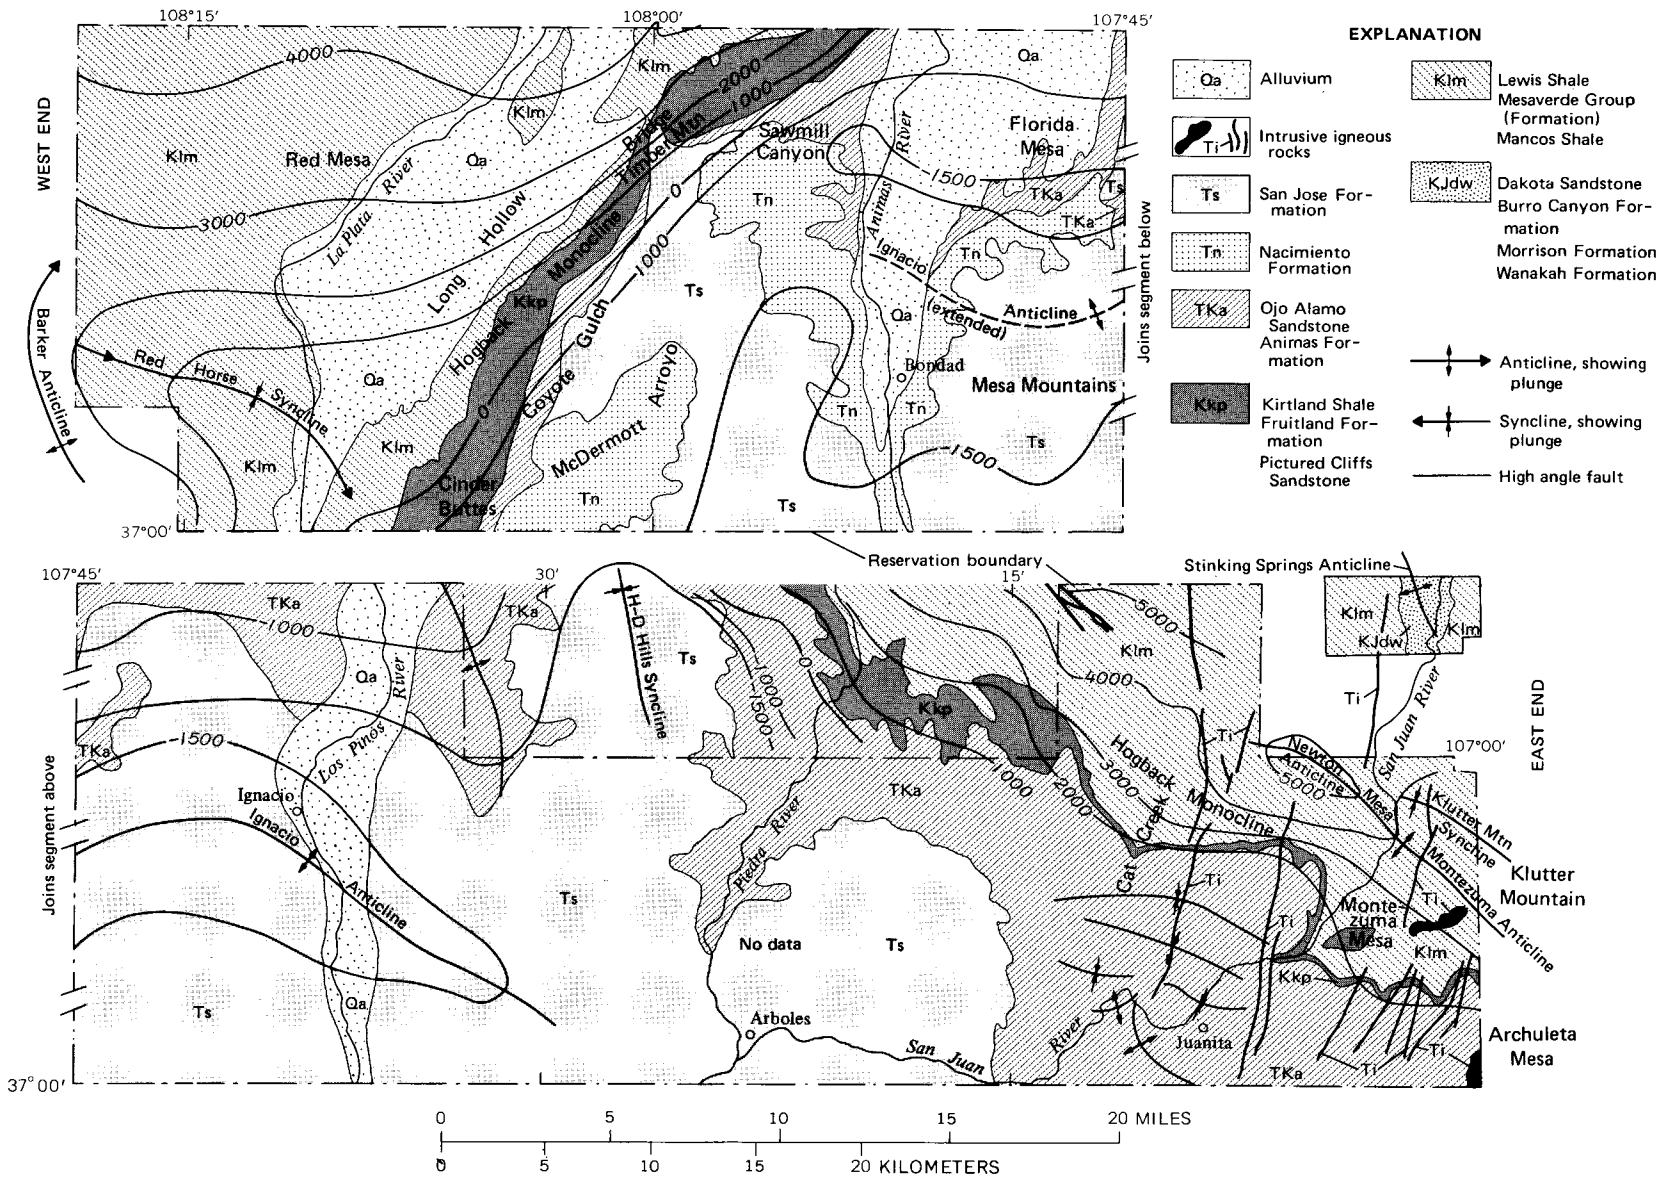 108°15'
108°00'
107°45'
WEST END
4000
Klm
Qa
2000
1000
Klm
Klm
Red Mesa
Qa
River
La Plata
3000
Hollow
Long
Bridge
Timber Mtn
Sawmill
Canyon
River
Animas
Florida
Mesa
-1500
TKa
Ts
TKa
Tn
0
1000
Monocline
Hogback
Kkp
Gulch
Coyote
Ts
Ignacio
Anticline
(extended)
Tn
Qa
Bondad
Mesa Mountains
Barker Anticline
Red
Horse
Syncline
Qa
Klm
Klm
0
Arroyo
McDermott
Tn
Tn
Tn
Ts
-1500
Ts
Cinder
Buttes
37°00'
Joins segment below
EXPLANATION
Qa
Alluvium
Ti
Intrusive igneous
rocks
Ts
San Jose For-
mation
Tn
Nacimiento
Formation
TKa
Ojo Alamo
Sandstone
Animas For-
mation
Kkp
Kirtland Shale
Fruitland For-
mation
Pictured Cliffs
Sandstone
Klm
Lewis Shale
Mesaverde Group
(Formation)
Mancos Shale
KJdw
Dakota Sandstone
Burro Canyon For-
mation
Morrison Formation
Wanakah Formation
Anticline, showing
plunge
Syncline, showing
plunge
High angle fault
Reservation boundary
Stinking Springs Anticline
107°45'
30'
15'
TKa
-1000
TKa
H-D Hills Syncline
Ts
-1000
-1500
0
Qa
River
Los Pinos
TKa
-1500
Ignacio
Ignacio
Anticline
Joins segment above
Ts
Qa
Ts
Kkp
TKa
1000
2000
3000
4000
5000
Klm
River
Piedra
No data
Ts
Arboles
San Juan
River
Juanita
Hogback
Monocline
Cat
Creek
Ti
Ti
Ti
Klm
KJdw
Klm
Ti
San Juan River
107°00'
EAST END
Newton
Anticline
5000
Mesa
Klutter Mtn
Syncline
Montezuma Anticline
Klutter
Mountain
Ti
Monte-
zuma
Mesa
Klm
Kkp
Archuleta
Mesa
Ti
Ti
TKa
37°00'
0
5
10
15
20 MILES
0
5
10
15
20 KILOMETERS